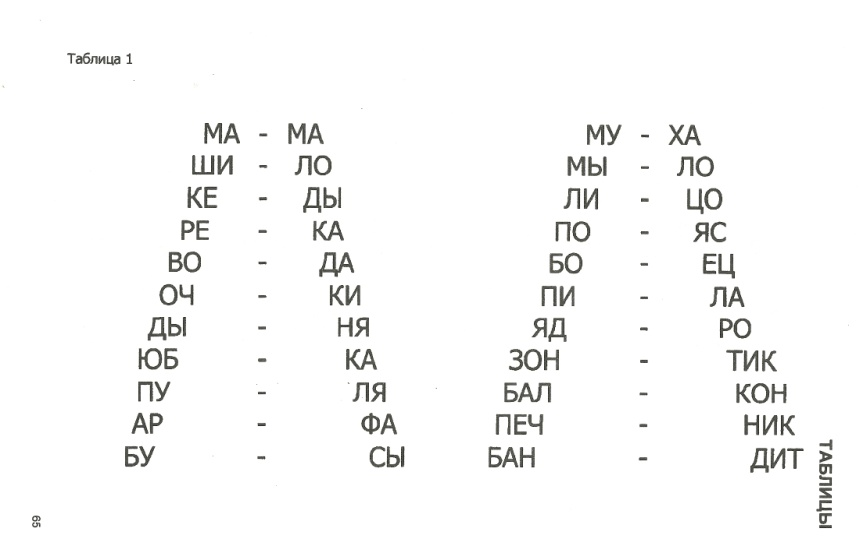 Таблица 1
МА - МА МУ - ХА
ШИ - ЛО МЫ - ЛО
КЕ - ДЫ ЛИ - ЦО
РЕ - КА ПО - ЯС
ВО - ДА БО - ЕЦ
ОЧ - КИ ПИ - ЛА
ДЫ - НЯ ЯД - РО
ЮБ - КА ЗОН - ТИК
ПУ - ЛЯ БАЛ - КОН
АР - ФА ПЕЧ - НИК
БУ - СЫ БАН - ДИТ
ТАБЛИЦЫ
65